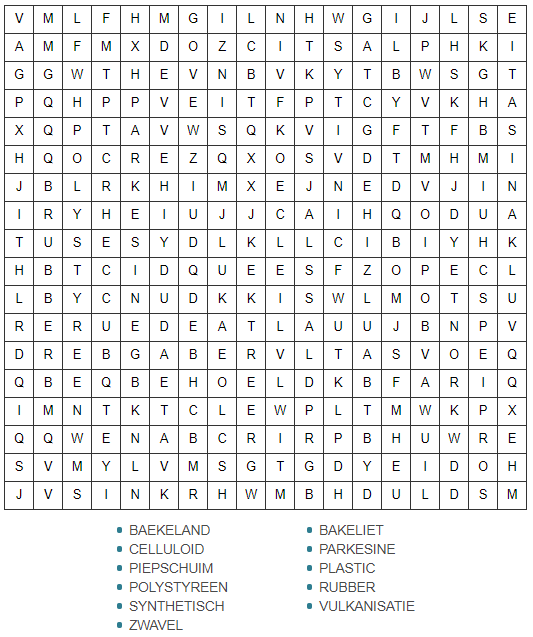 V M L F H M G I L N H W G I J L S E
A M F M X D O Z C I T S A L P H K I
G G W T H E V N B V K Y T B W S G T
P Q H P P V E I T F P T C Y V K H A
X Q P T A V W S Q K V I G F T F B S
H Q O C R E Z Q X O S V D T M H M I
J B L R K H I M X E J N E D V J I N
I R Y H E I U J J C A I H Q O D U A
T U S E S Y D L K L L C I B I Y H K
H B T C I D Q U E E S F Z O P E C L
L B Y C N U D K K I S W L M O T S U
R E R U E D E A T L A U U J B N P V
D R E B G A B E R V L T A S V O E Q
Q B E Q B E H O E L D K B F A R I Q
I M N T K T C L E W P L T M W K P X
Q Q W E N A B C R I R P B H U W R E
S V M Y L V M S G T G D Y E I D O H
J V S I N K R H W M B H D U L D S M
BAEKELAND BAKELIET
CELLULOID PARKESINE
PIEPSCHUIM PLASTIC
POLYSTYREEN RUBBER
SYNTHETISCH VULKANISATIE
ZWAVEL